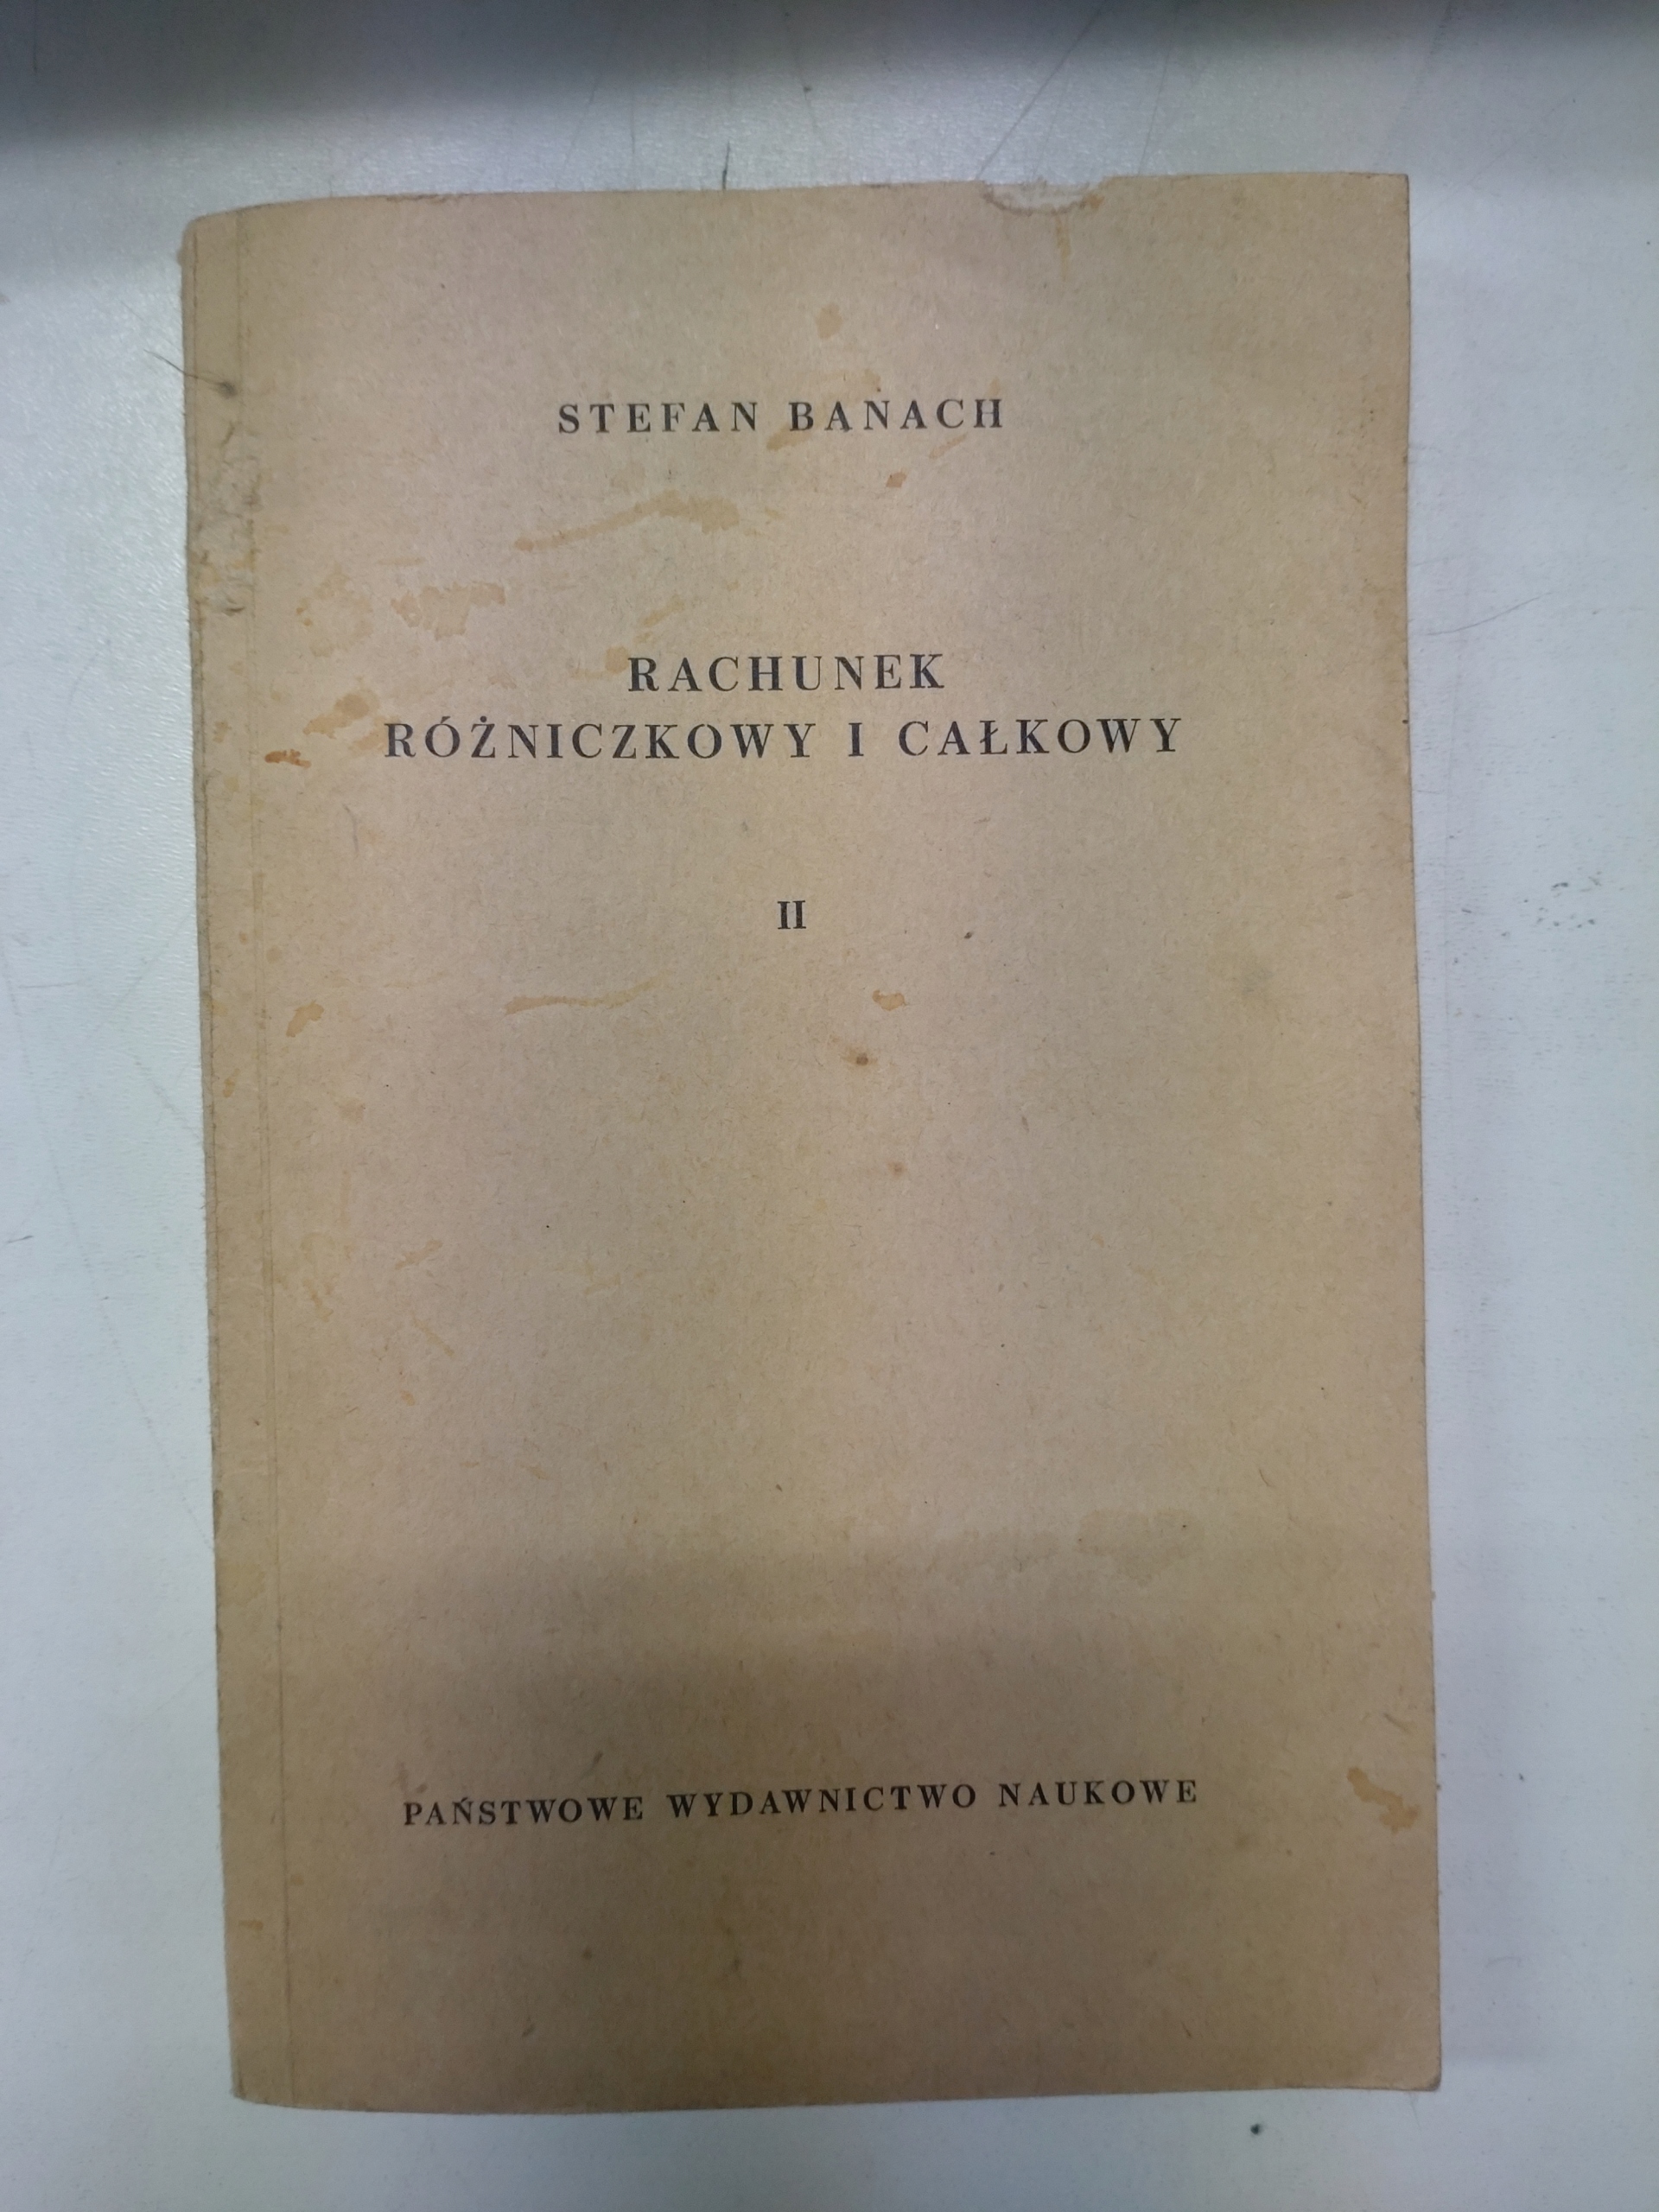 STEFAN BANACH
RACHUNEK
RÓŻNICZKOWY I CAŁKOWY
II
PAŃSTWOWE WYDAWNICTWO NAUKOWE